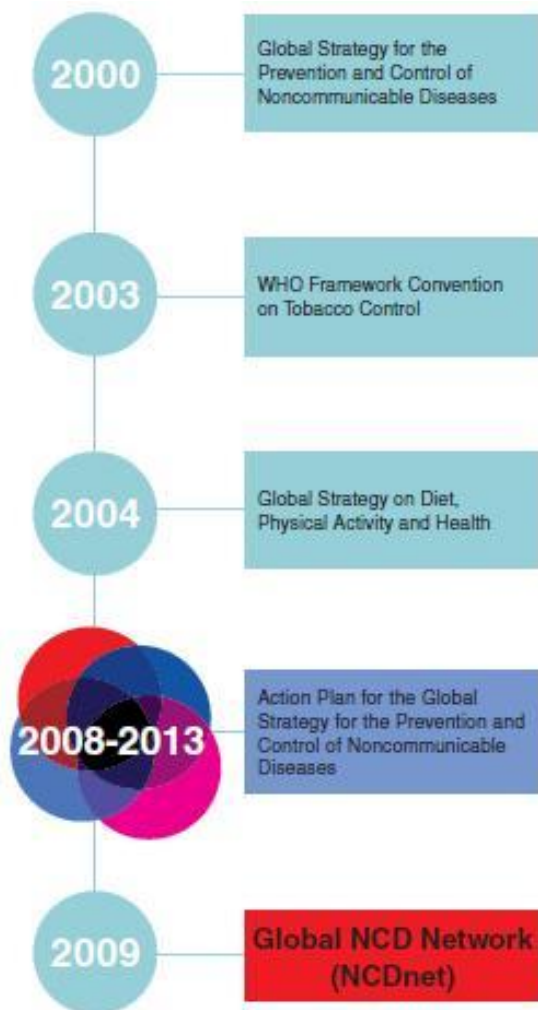 2000
Global Strategy for the
Prevention and Control of
Noncommunicable Diseases
2003
WHO Framework Convention
on Tobacco Control
2004
Global Strategy on Diet,
Physical Activity and Health
2008-2013
Action Plan for the Global
Strategy for the Prevention and
Control of Noncommunicable
Diseases
2009
Global NCD Network
(NCDnet)